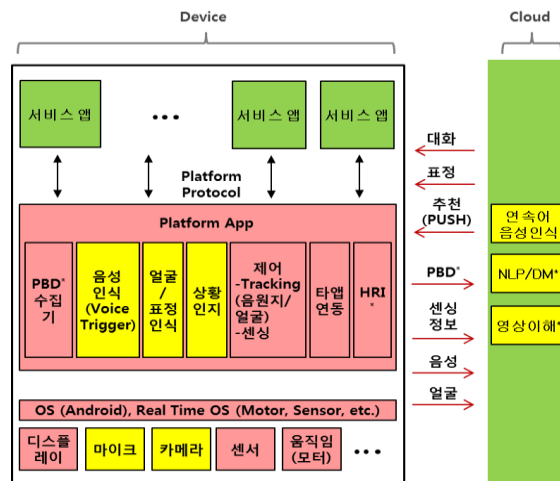 Device
Cloud
서비스앱
...
서비스앱
서비스앱
Platform
Protocol
Platform App
PBD*
수집
기
음성
인식
(Voice
Trigger)
얼굴
/
표정
인식
상황
인지
제어
-Tracking
(음원지/
얼굴)
-센싱
타앱
연동
HRI
*
OS (Android), Real Time OS (Motor, Sensor, etc.)
디스플
레이
마이크
카메라
센서
움직임
(모터)
...
대화
표정
추천
(PUSH)
PBD*
센싱
정보
음성
얼굴
연속어
음성인식
NLP/DM*
영상이해*